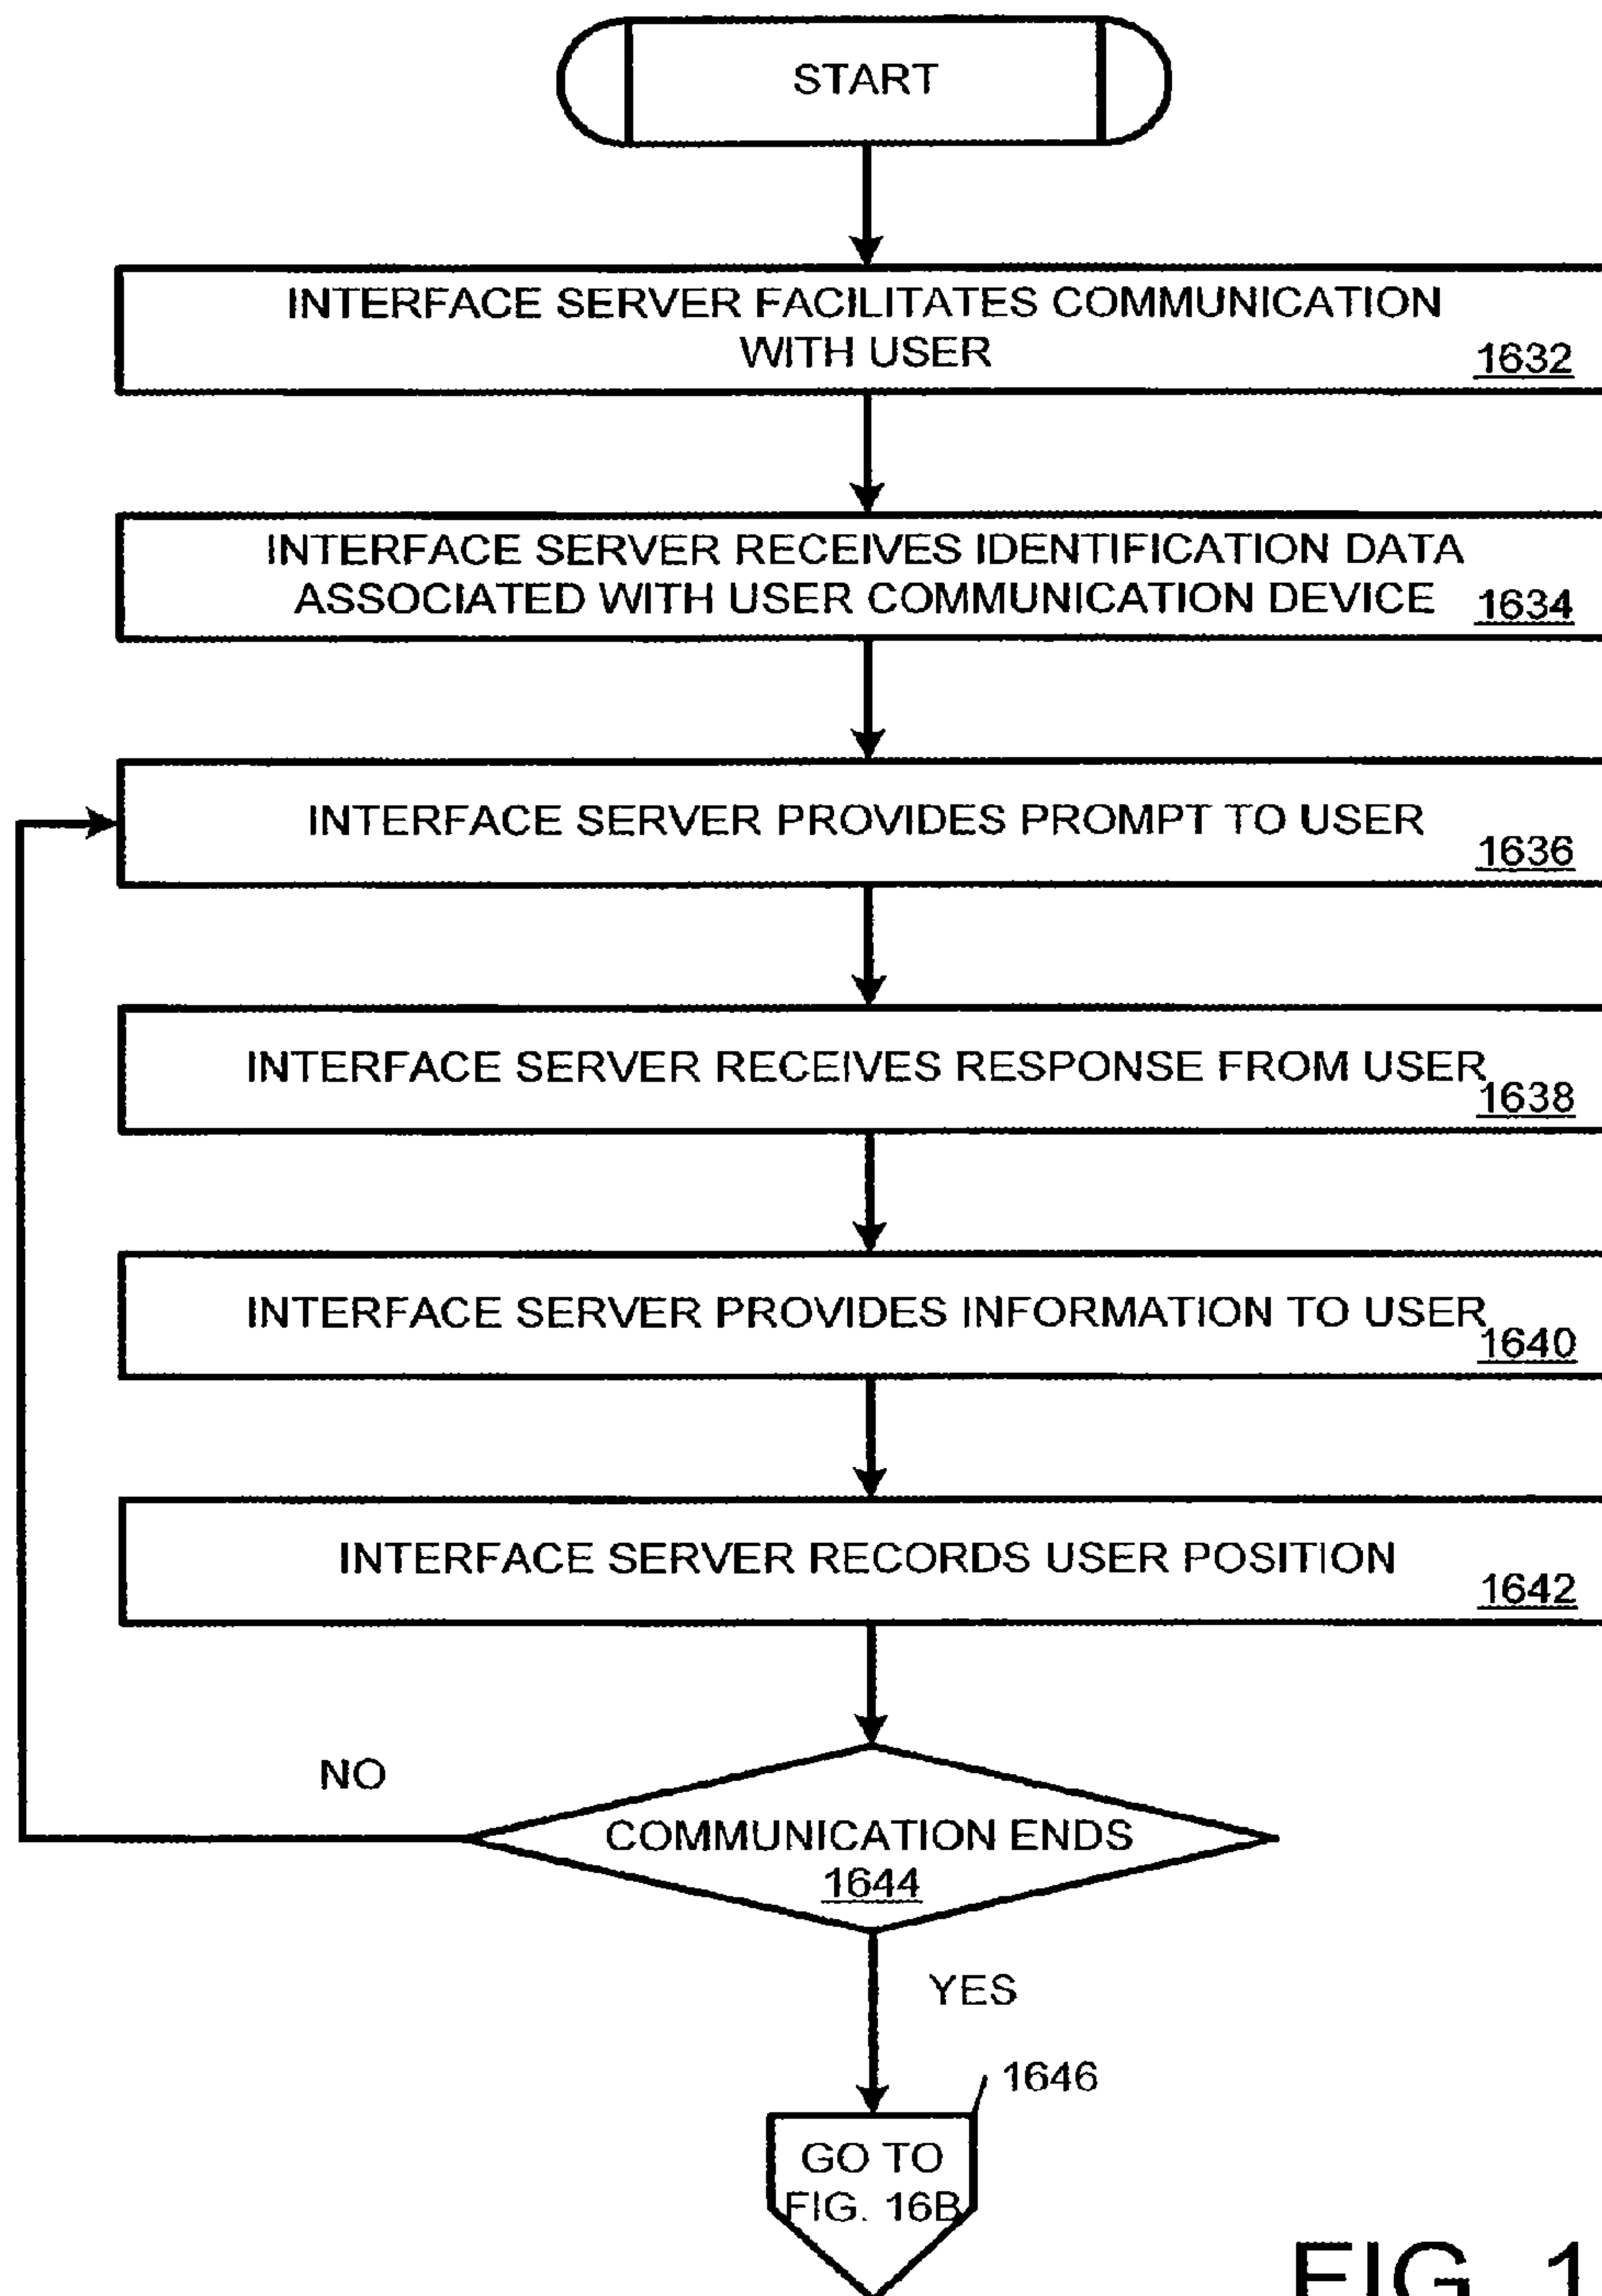 START
INTERFACE SERVER FACILITATES COMMUNICATION
WITH USER
1632
INTERFACE SERVER RECEIVES IDENTIFICATION DATA
ASSOCIATED WITH USER COMMUNICATION DEVICE
1634
INTERFACE SERVER PROVIDES PROMPT TO USER
1636
INTERFACE SERVER RECEIVES RESPONSE FROM USER
1638
INTERFACE SERVER PROVIDES INFORMATION TO USER
1640
INTERFACE SERVER RECORDS USER POSITION
1642
NO
COMMUNICATION ENDS
1644
YES
1646
GO TO
FIG. 16B
FIG. 1